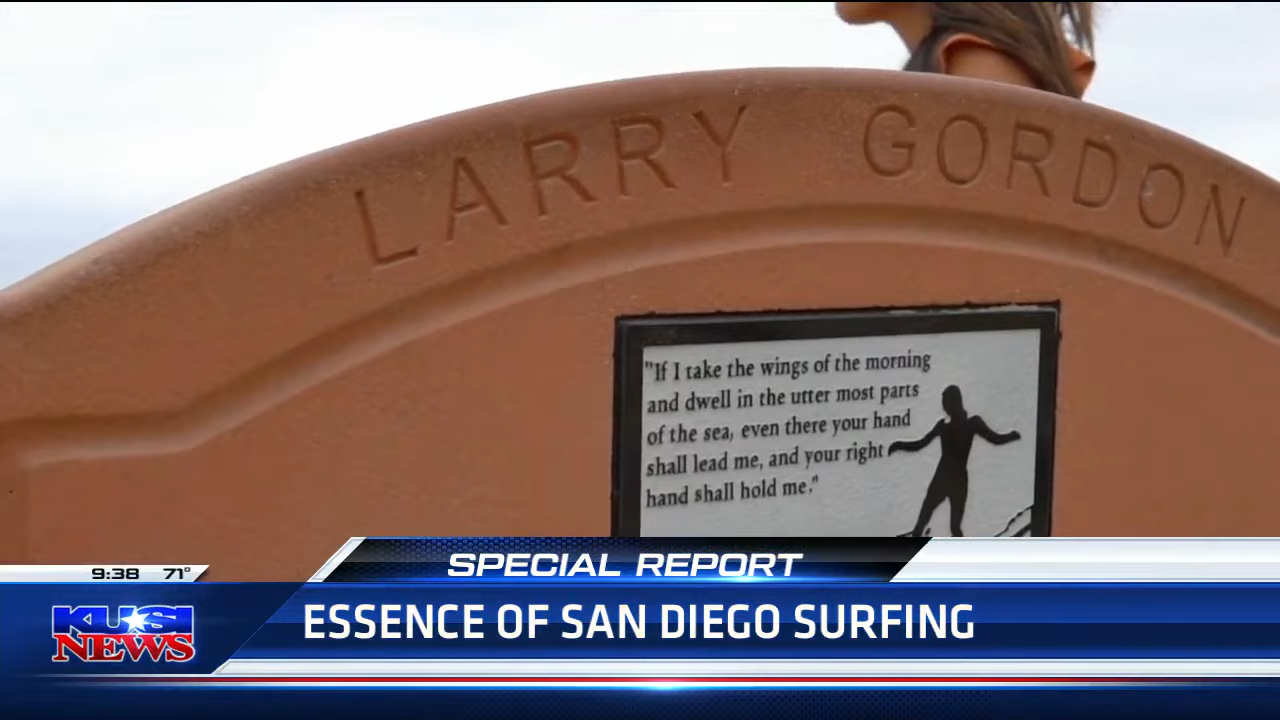 LARRY GORDON
"If I take the wings of the morning
and dwell in the utter most parts
of the sea, even there your hand
shall lead me, and your right
hand shall hold me."
SPECIAL REPORT
9:38 71°
ESSENCE OF SAN DIEGO SURFING
KUSI
NEWS